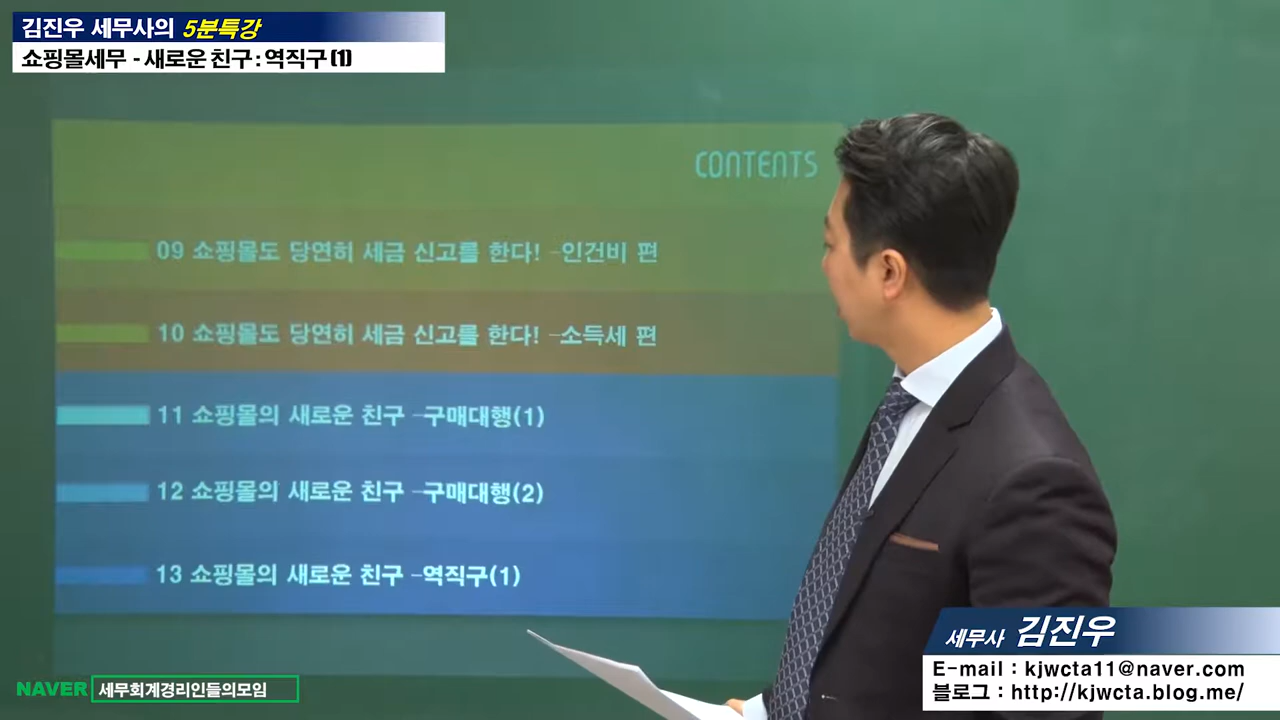 김진우 세무사의 5분특강
쇼핑몰세무 - 새로운 친구 : 역직구 (1)
CONTENTS
09 쇼핑몰도 당연히 세금 신고를 한다! -인건비 편
10 쇼핑몰도 당연히 세금 신고를 한다! -소득세 편
11 쇼핑몰의 새로운 친구 -구매대행(1)
12 쇼핑몰의 새로운 친구 -구매대행(2)
13 쇼핑몰의 새로운 친구 -역직구(1)
세무사 김진우
E-mail : kjwcta11@naver.com
블로그 : http://kjwcta.blog.me/
NAVER 세무회계경리인들의모임